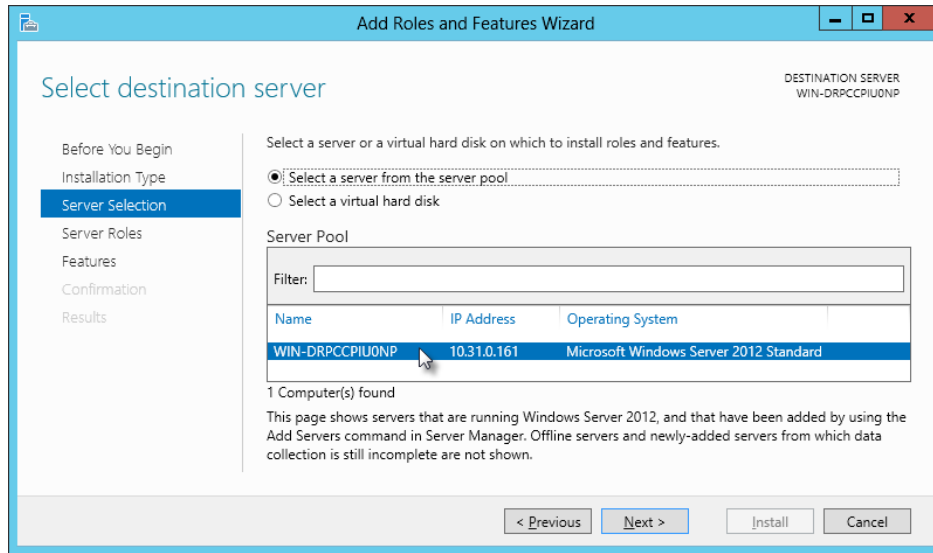 Add Roles and Features Wizard
Select destination server
DESTINATION SERVER
WIN-DRPCCPIU0NP
Before You Begin
Installation Type
Server Selection
Server Roles
Features
Confirmation
Results
Select a server or a virtual hard disk on which to install roles and features.
Select a server from the server pool
Select a virtual hard disk
Server Pool
Filter:
Name IP Address Operating System
WIN-DRPCCPIU0NP 10.31.0.161 Microsoft Windows Server 2012 Standard
1 Computer(s) found
This page shows servers that are running Windows Server 2012, and that have been added by using the
Add Servers command in Server Manager. Offline servers and newly-added servers from which data
collection is still incomplete are not shown.
< Previous Next > Install Cancel